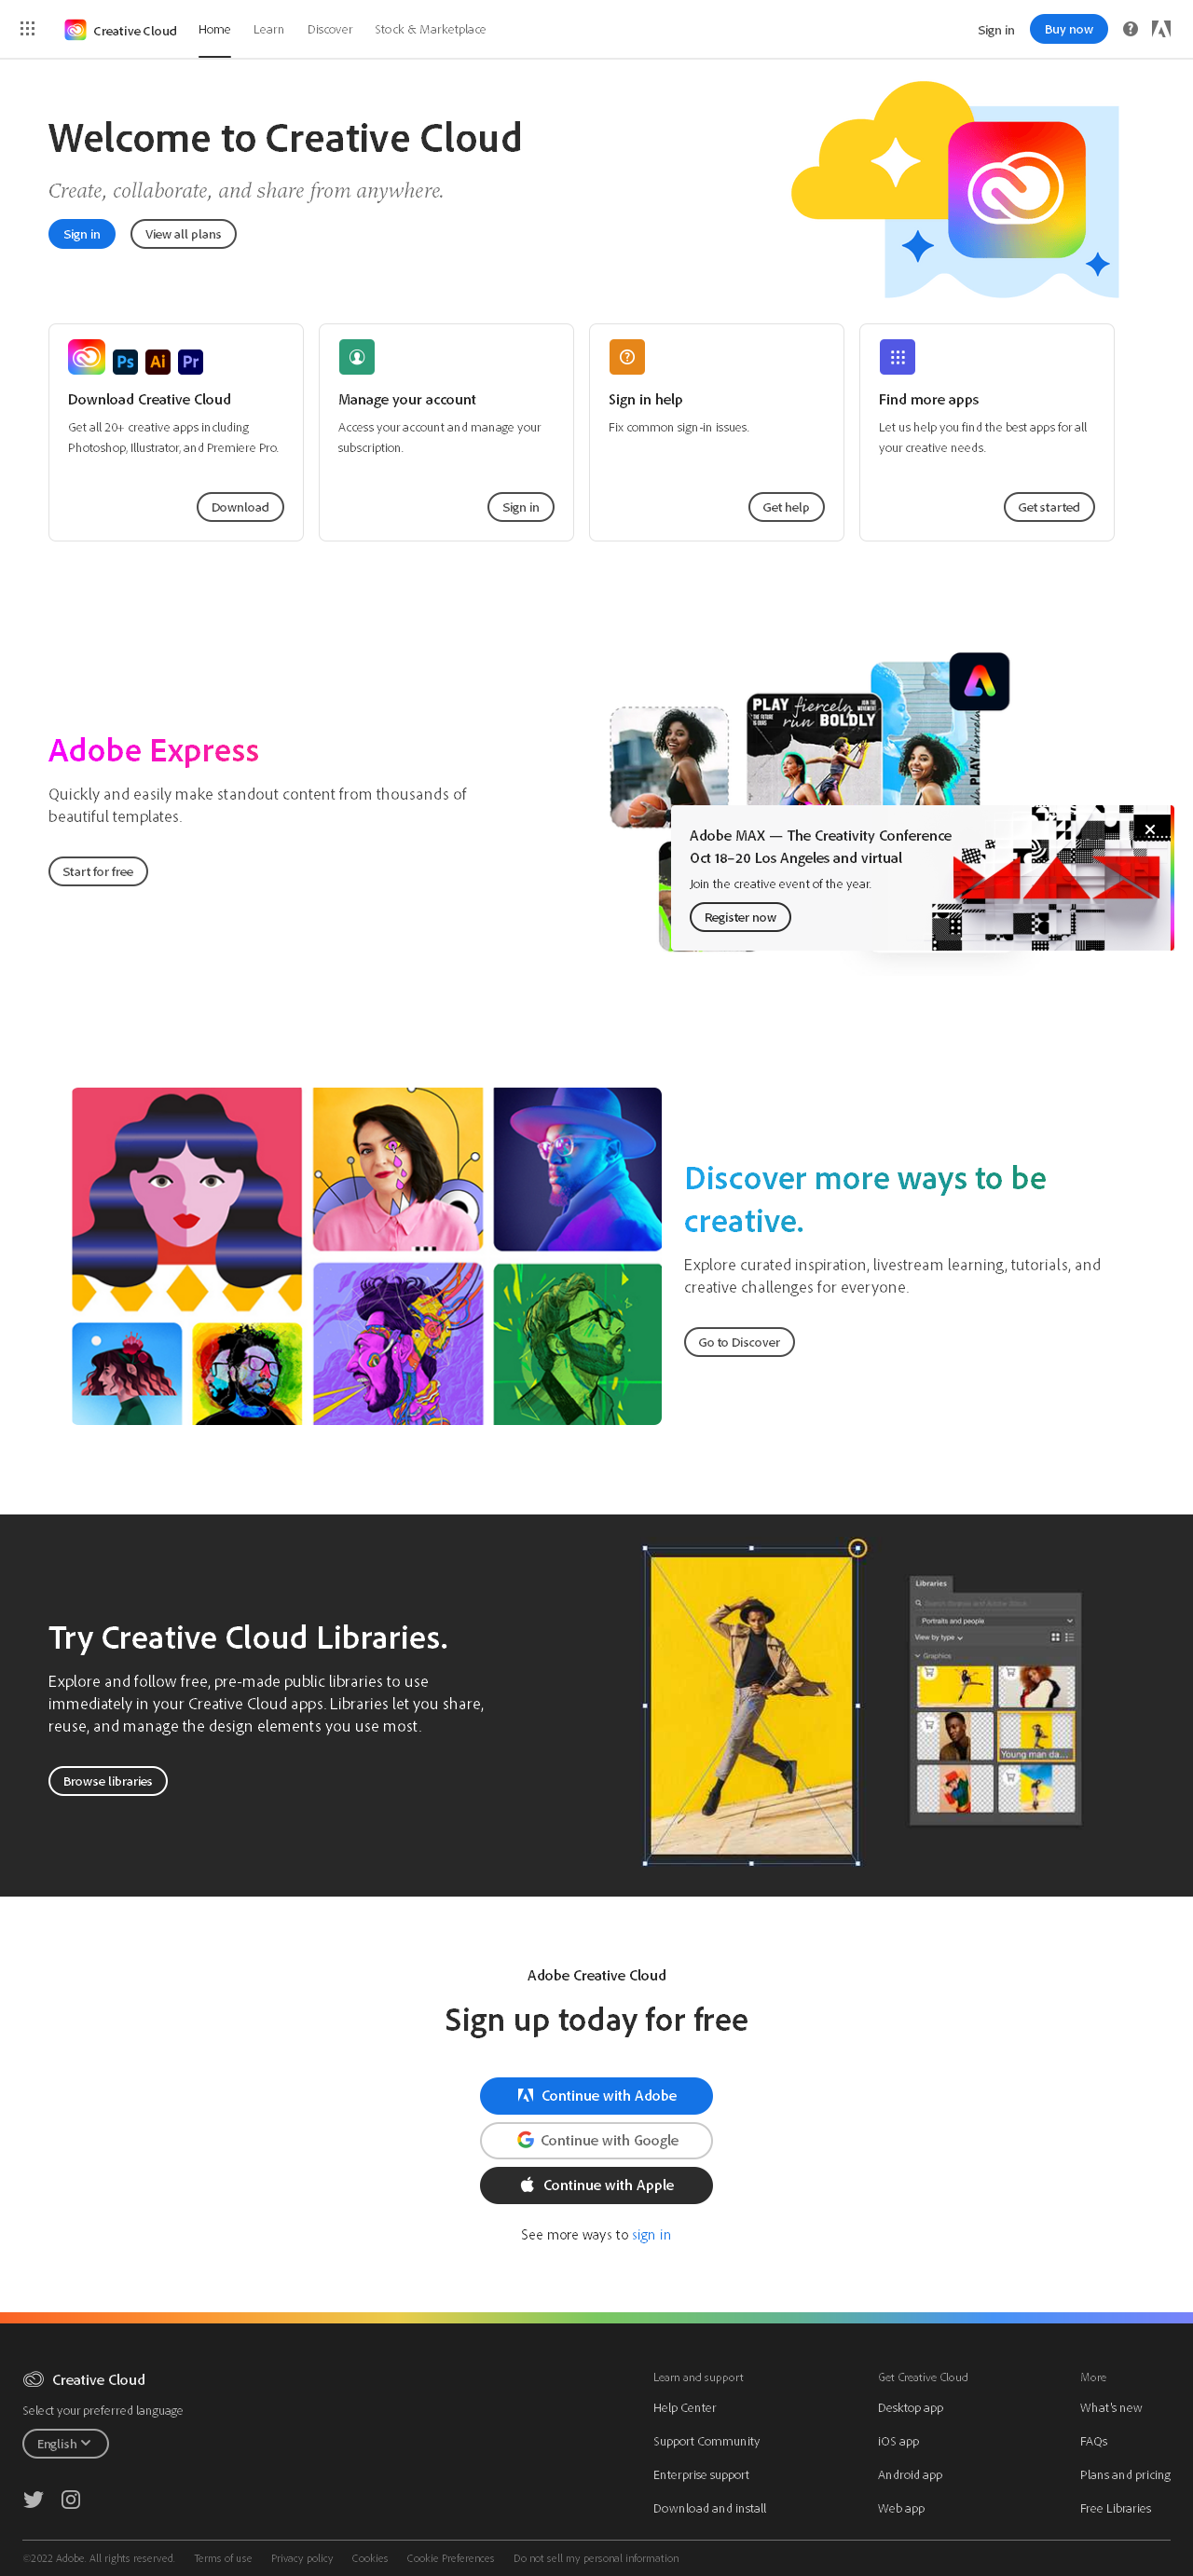 Creative Cloud
Home
Learn
Discover
Stock & Marketplace
Sign in
Buy now
Welcome to Creative Cloud
Create, collaborate, and share from anywhere.
Sign in
View all plans
Ps
Ai
Pr
Download Creative Cloud
Get all 20+ creative apps including
Photoshop, Illustrator, and Premiere Pro.
Download
Manage your account
Access your account and manage your
subscription.
Sign in
Sign in help
Fix common sign-in issues.
Get help
Find more apps
Let us help you find the best apps for all
your creative needs.
Get started
Adobe Express
Quickly and easily make standout content from thousands of
beautiful templates.
Start for free
PLAY fiercely
run BOLDLY
THE FUTURE
IS OURS
JOIN THE
MOVEMENT
PLAY fiercely
Adobe MAX — The Creativity Conference
Oct 18–20 Los Angeles and virtual
Join the creative event of the year.
Register now
Discover more ways to be
creative.
Explore curated inspiration, livestream learning, tutorials, and
creative challenges for everyone.
Go to Discover
Try Creative Cloud Libraries.
Explore and follow free, pre-made public libraries to use
immediately in your Creative Cloud apps. Libraries let you share,
reuse, and manage the design elements you use most.
Browse libraries
Libraries
Search libraries and Adobe Stock
Portraits and people
View by type
Graphics
Young man da...
Adobe Creative Cloud
Sign up today for free
Continue with Adobe
Continue with Google
Continue with Apple
See more ways to sign in
Creative Cloud
Select your preferred language
English
Learn and support
Help Center
Support Community
Enterprise support
Download and install
Get Creative Cloud
Desktop app
iOS app
Android app
Web app
More
What's new
FAQs
Plans and pricing
Free Libraries
©2022 Adobe. All rights reserved.
Terms of use
Privacy policy
Cookies
Cookie Preferences
Do not sell my personal information